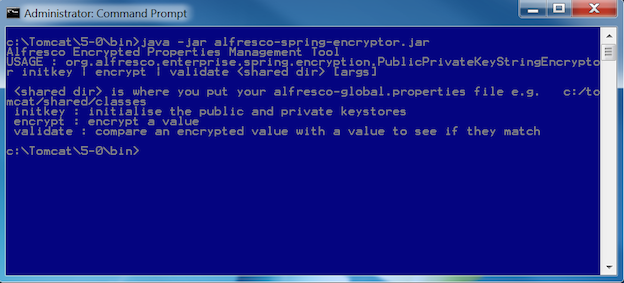 Administrator: Command Prompt
c:\Tomcat\5-0\bin>java -jar alfresco-spring-encryptor.jar
Alfresco Encrypted Properties Management Tool
USAGE : org.alfresco.enterprise.spring.encryption.PublicPrivateKeyStringEncrypto
r initkey | encrypt | validate <shared dir> [args]
<shared dir> is where you put your alfresco-global.properties file e.g.   c:/to
mcat/shared/classes
initkey : initialise the public and private keystores
encrypt : encrypt a value
validate : compare an encrypted value with a value to see if they match
c:\Tomcat\5-0\bin>